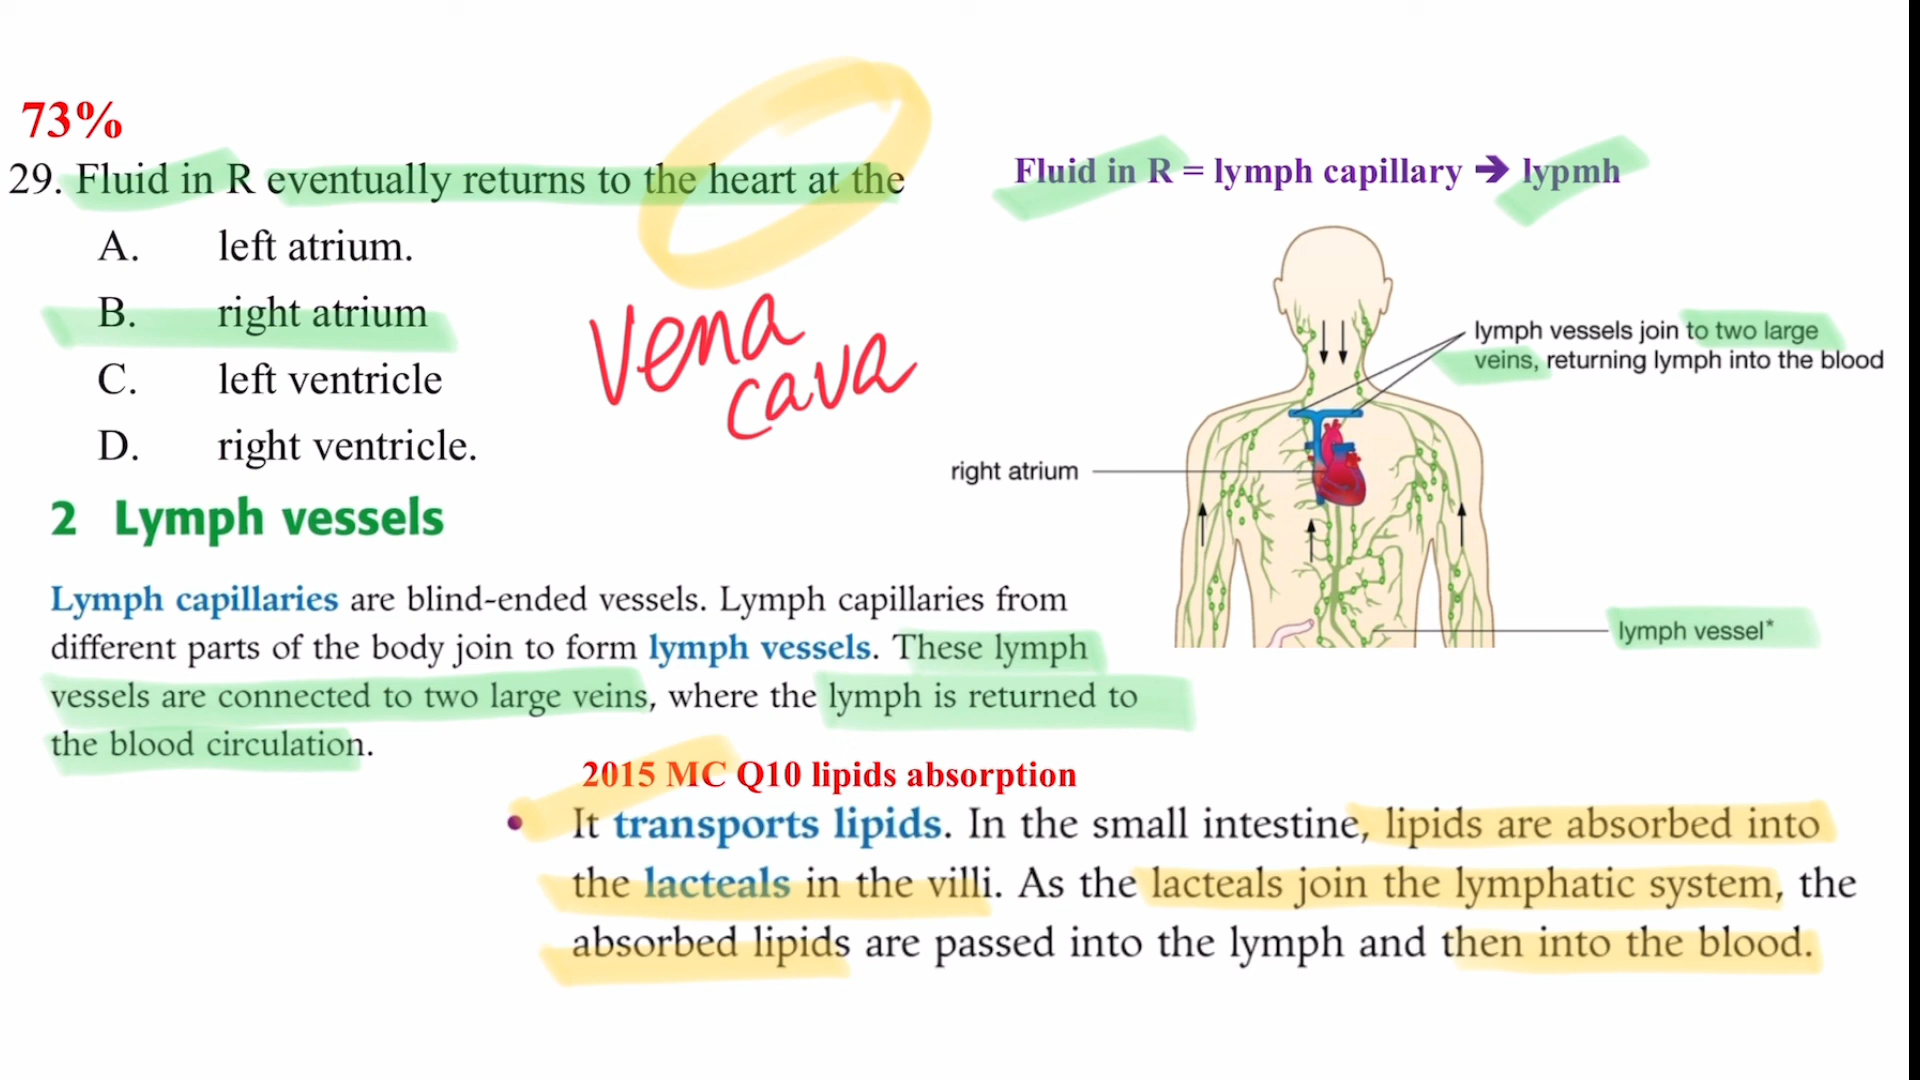 73%
29. Fluid in R eventually returns to the heart at the
A. left atrium.
B. right atrium
C. left ventricle
D. right ventricle.
Vena
cava
Fluid in R = lymph capillary ➔ lypmh
lymph vessels join to two large
veins, returning lymph into the blood
right atrium
lymph vessel*
2 Lymph vessels
Lymph capillaries are blind-ended vessels. Lymph capillaries from
different parts of the body join to form lymph vessels. These lymph
vessels are connected to two large veins, where the lymph is returned to
the blood circulation.
2015 MC Q10 lipids absorption
• It transports lipids. In the small intestine, lipids are absorbed into
the lacteals in the villi. As the lacteals join the lymphatic system, the
absorbed lipids are passed into the lymph and then into the blood.